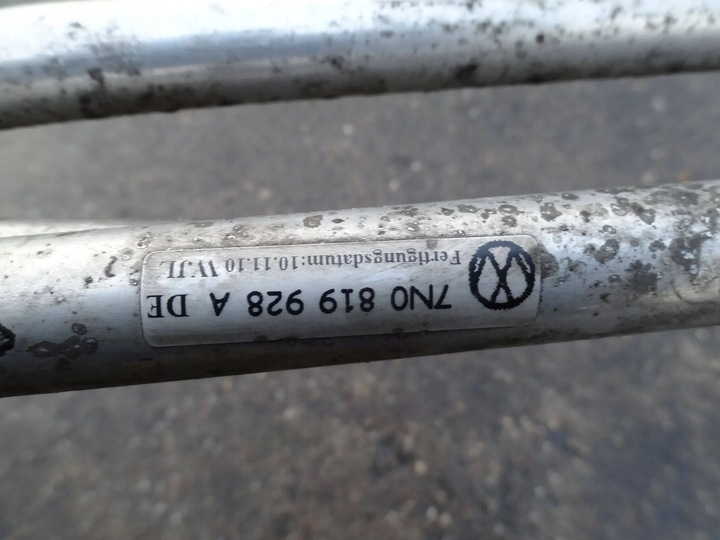 7N0 819 928 A DE
Fertigungsdatum:10.11.10 WJL